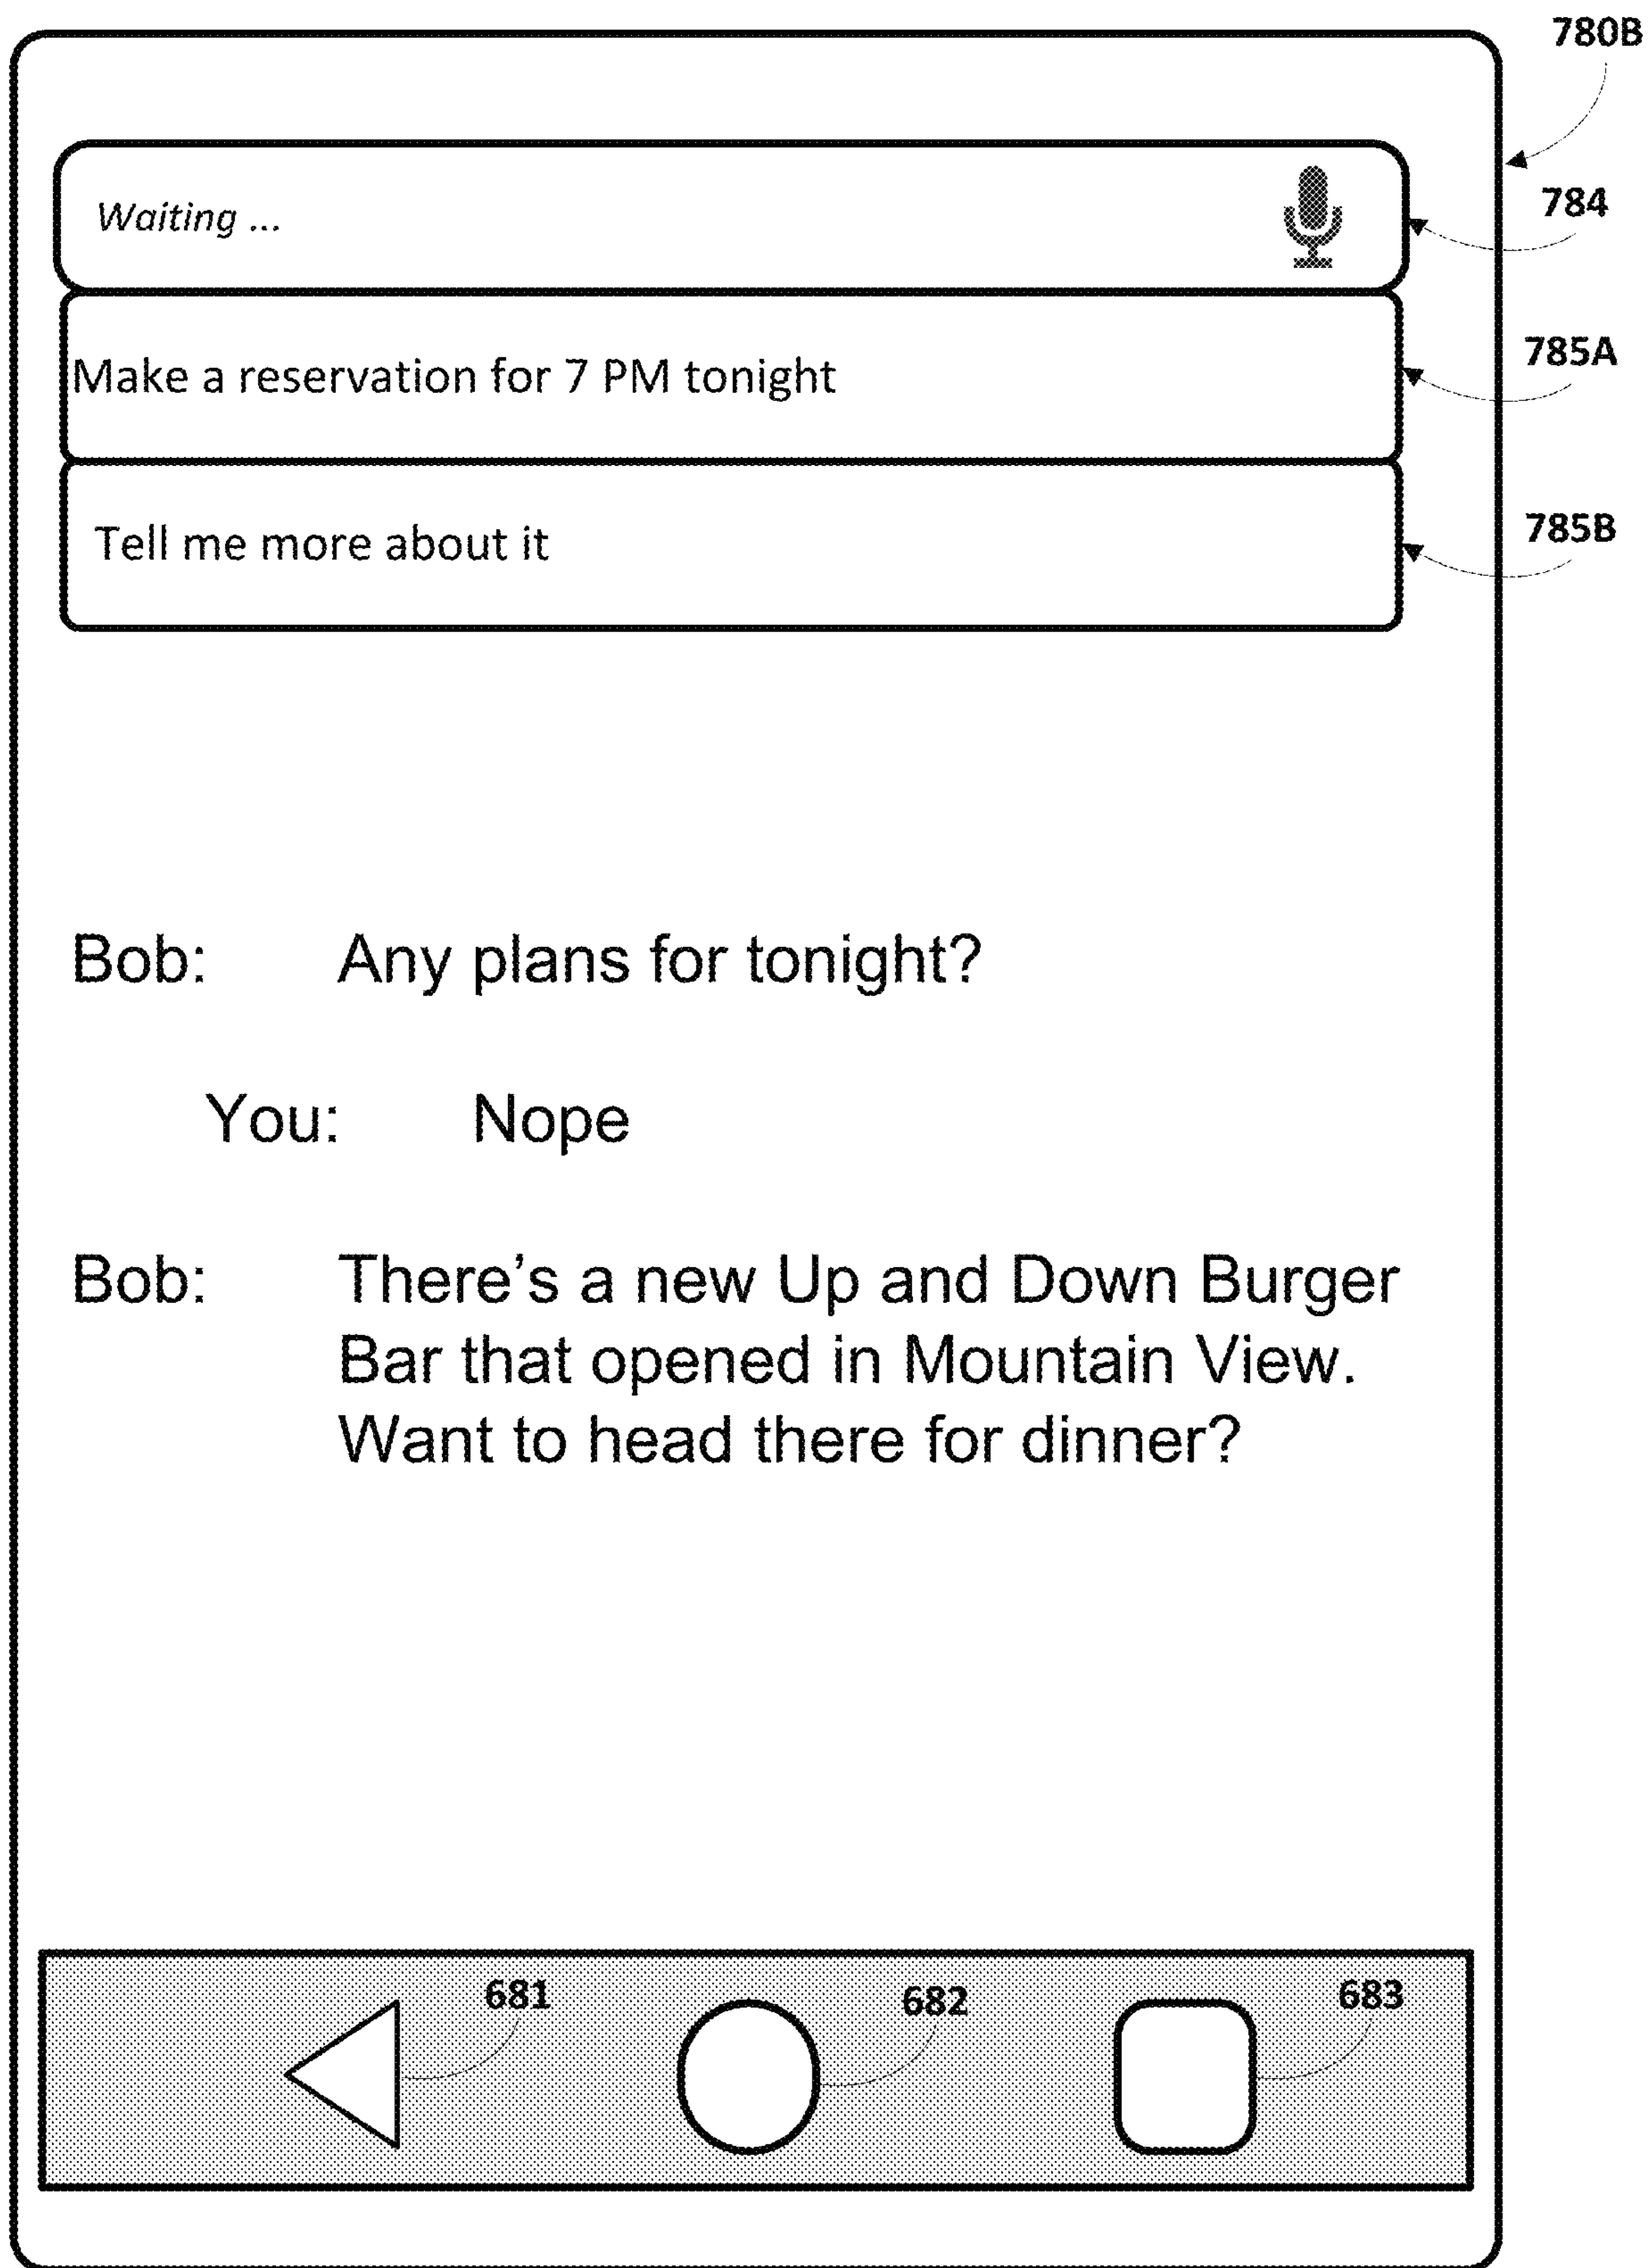 780B
Waiting ...
784
Make a reservation for 7 PM tonight
785A
Tell me more about it
785B
Bob: Any plans for tonight?
You: Nope
Bob: There's a new Up and Down Burger
Bar that opened in Mountain View.
Want to head there for dinner?
681
682
683